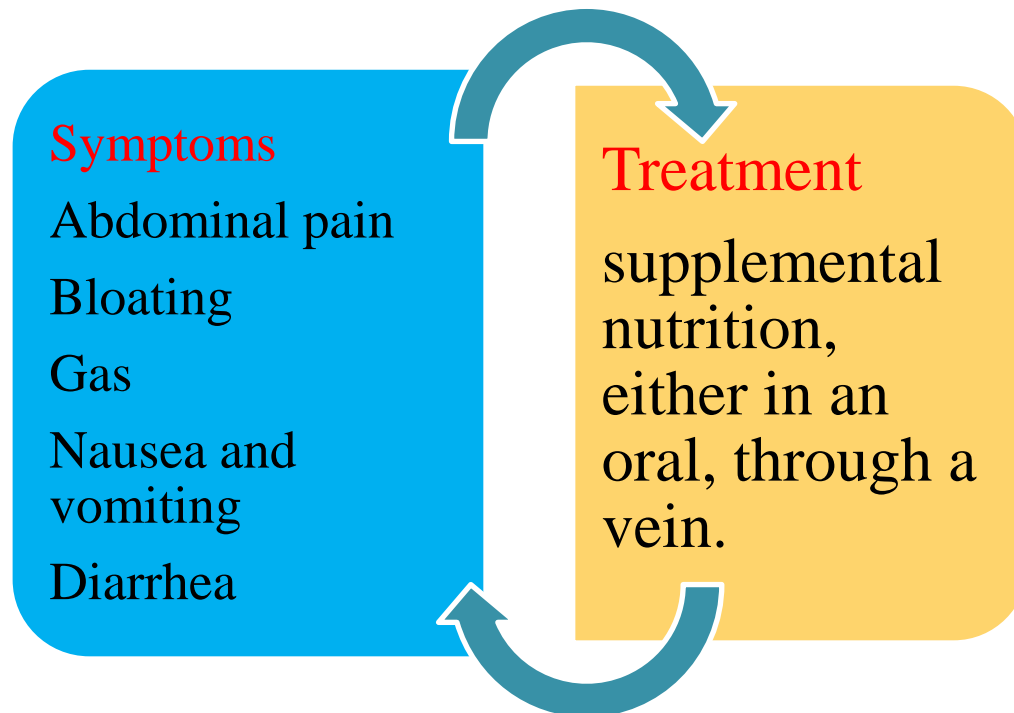 Symptoms
Abdominal pain
Bloating
Gas
Nausea and
vomiting
Diarrhea
Treatment
supplemental
nutrition,
either in an
oral, through a
vein.